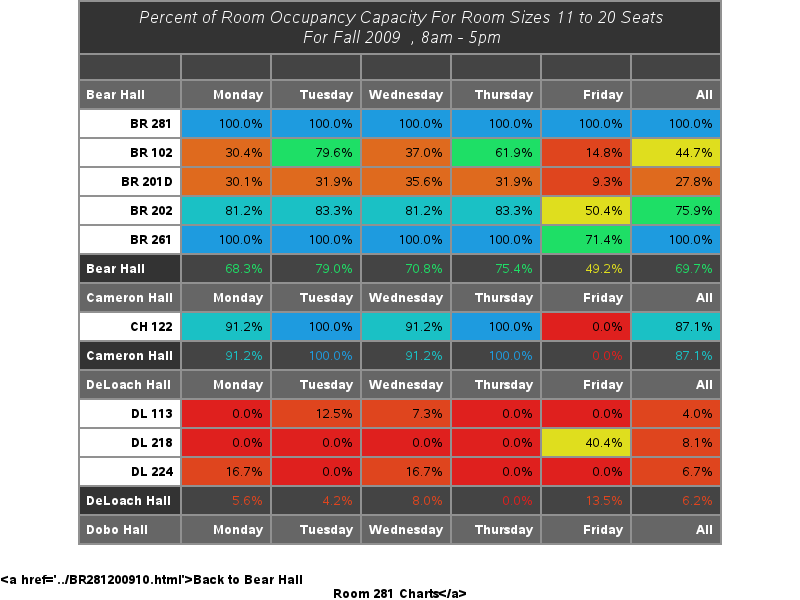 Percent of Room Occupancy Capacity For Room Sizes 11 to 20 Seats
For Fall 2009 , 8am - 5pm
Bear Hall Monday Tuesday Wednesday Thursday Friday All
BR 281 100.0% 100.0% 100.0% 100.0% 100.0% 100.0%
BR 102 30.4% 79.6% 37.0% 61.9% 14.8% 44.7%
BR 201D 30.1% 31.9% 35.6% 31.9% 9.3% 27.8%
BR 202 81.2% 83.3% 81.2% 83.3% 50.4% 75.9%
BR 261 100.0% 100.0% 100.0% 100.0% 71.4% 100.0%
Bear Hall 68.3% 79.0% 70.8% 75.4% 49.2% 69.7%
Cameron Hall Monday Tuesday Wednesday Thursday Friday All
CH 122 91.2% 100.0% 91.2% 100.0% 0.0% 87.1%
Cameron Hall 91.2% 100.0% 91.2% 100.0% 0.0% 87.1%
DeLoach Hall Monday Tuesday Wednesday Thursday Friday All
DL 113 0.0% 12.5% 7.3% 0.0% 0.0% 4.0%
DL 218 0.0% 0.0% 0.0% 0.0% 40.4% 8.1%
DL 224 16.7% 0.0% 16.7% 0.0% 0.0% 6.7%
DeLoach Hall 5.6% 4.2% 8.0% 0.0% 13.5% 6.2%
Dobo Hall Monday Tuesday Wednesday Thursday Friday All
&lt;a href='../BR281200910.html'&gt;Back to Bear Hall
Room 281 Charts&lt;/a&gt;